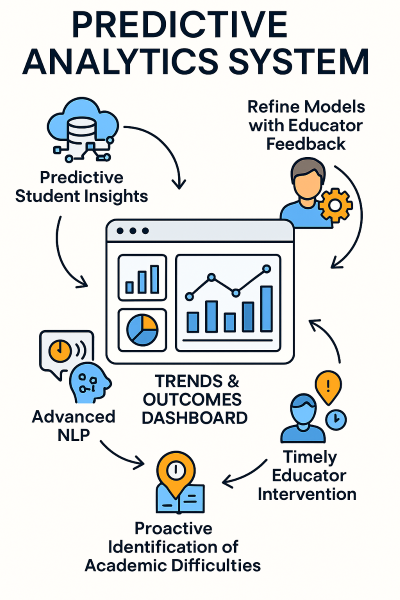 PREDICTIVE
ANALYTICS SYSTEM
Refine Models
with Educator
Feedback
Predictive
Student Insights
TRENDS &
OUTCOMES
DASHBOARD
Advanced
NLP
Timely
Educator
Intervention
Proactive
Identification of
Academic Difficulties